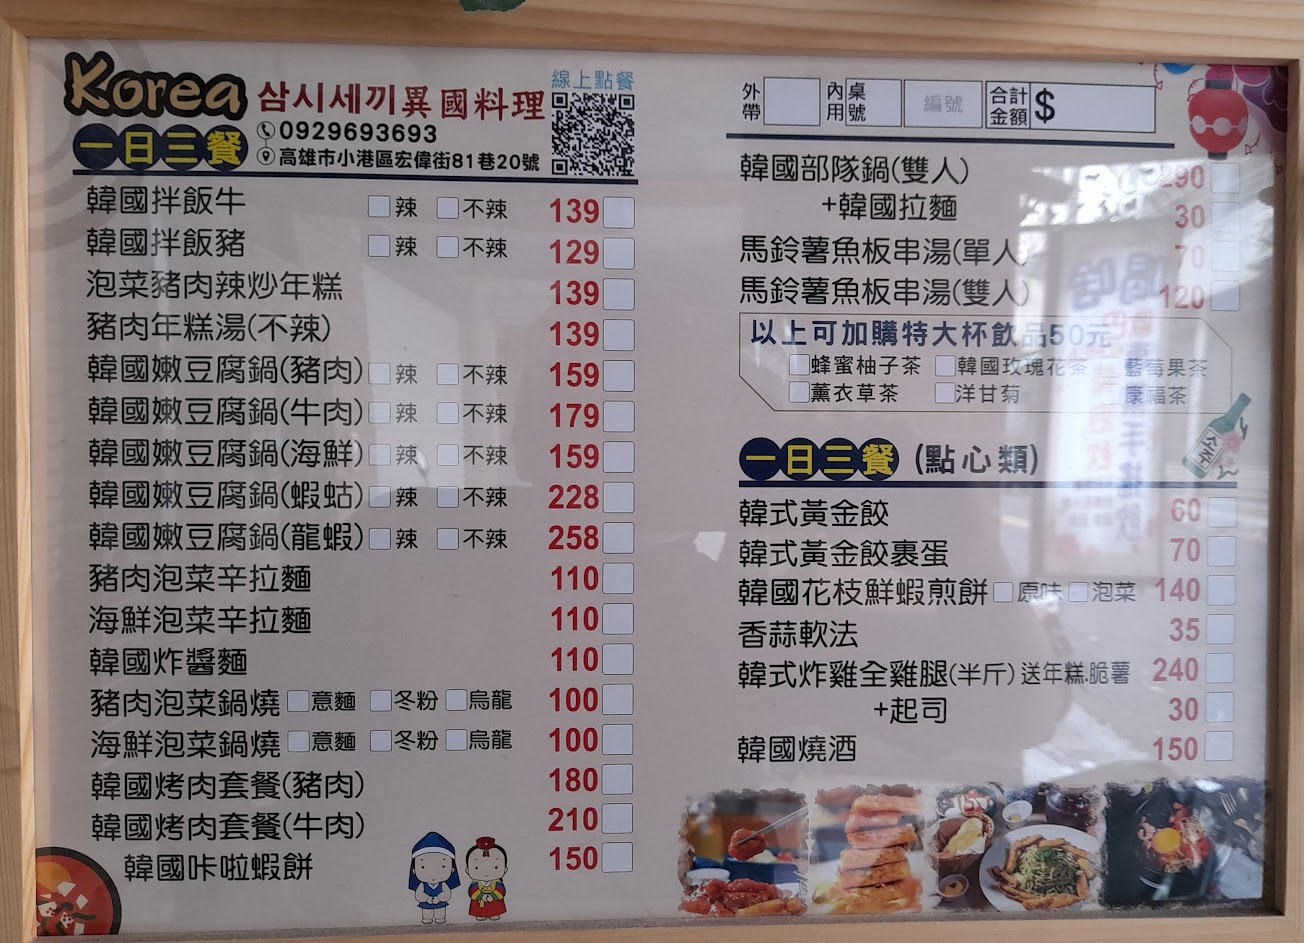 Korea 삼시세끼異國料理
一日三餐
0929693693
高雄市小港區宏偉街81巷20號
線上點餐
韓國拌飯牛 辣 不辣 139
韓國拌飯豬 辣 不辣 129
泡菜豬肉辣炒年糕 139
豬肉年糕湯(不辣) 139
韓國嫩豆腐鍋(豬肉) 辣 不辣 159
韓國嫩豆腐鍋(牛肉) 辣 不辣 179
韓國嫩豆腐鍋(海鮮) 辣 不辣 159
韓國嫩豆腐鍋(蝦蛄) 辣 不辣 228
韓國嫩豆腐鍋(龍蝦) 辣 不辣 258
豬肉泡菜辛拉麵 110
海鮮泡菜辛拉麵 110
韓國炸醬麵 110
豬肉泡菜鍋燒 意麵 冬粉 烏龍 100
海鮮泡菜鍋燒 意麵 冬粉 烏龍 100
韓國烤肉套餐(豬肉) 180
韓國烤肉套餐(牛肉) 210
韓國咔啦蝦餅 150
外帶 內用 桌號 編號 合計金額 $
韓國部隊鍋(雙人) 290
+韓國拉麵 30
馬鈴薯魚板串湯(單人) 70
馬鈴薯魚板串湯(雙人) 120
以上可加購特大杯飲品50元
蜂蜜柚子茶 韓國玫瑰花茶 藍莓果茶
薰衣草茶 洋甘菊 康福茶
一日三餐 (點心類)
韓式黃金餃 60
韓式黃金餃裹蛋 70
韓國花枝鮮蝦煎餅 原味 泡菜 140
香蒜軟法 35
韓式炸雞全雞腿(半斤) 送年糕.脆薯 240
+起司 30
韓國燒酒 150